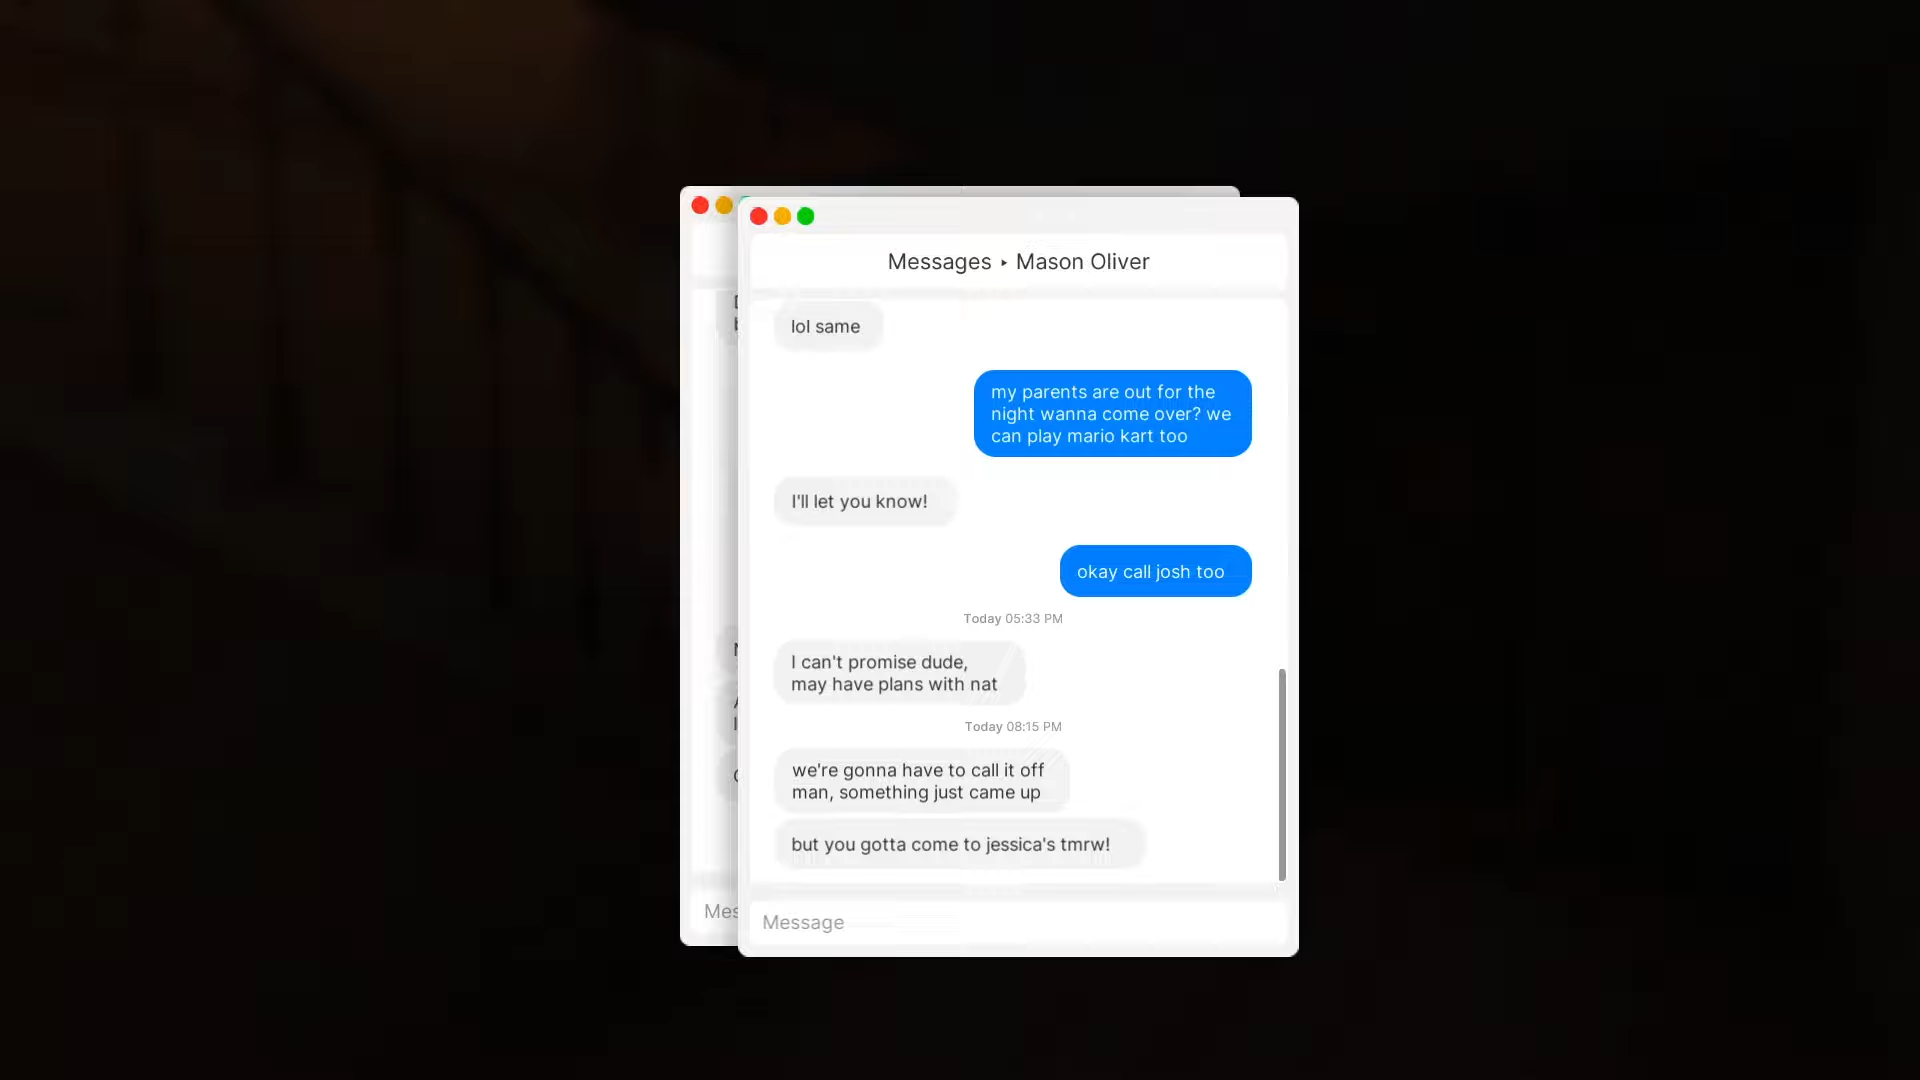 Messages ‣ Mason Oliver
lol same
my parents are out for the
night wanna come over? we
can play mario kart too
I'll let you know!
okay call josh too
Today 05:33 PM
I can't promise dude,
may have plans with nat
Today 08:15 PM
we're gonna have to call it off
man, something just came up
but you gotta come to jessica's tmrw!
Message